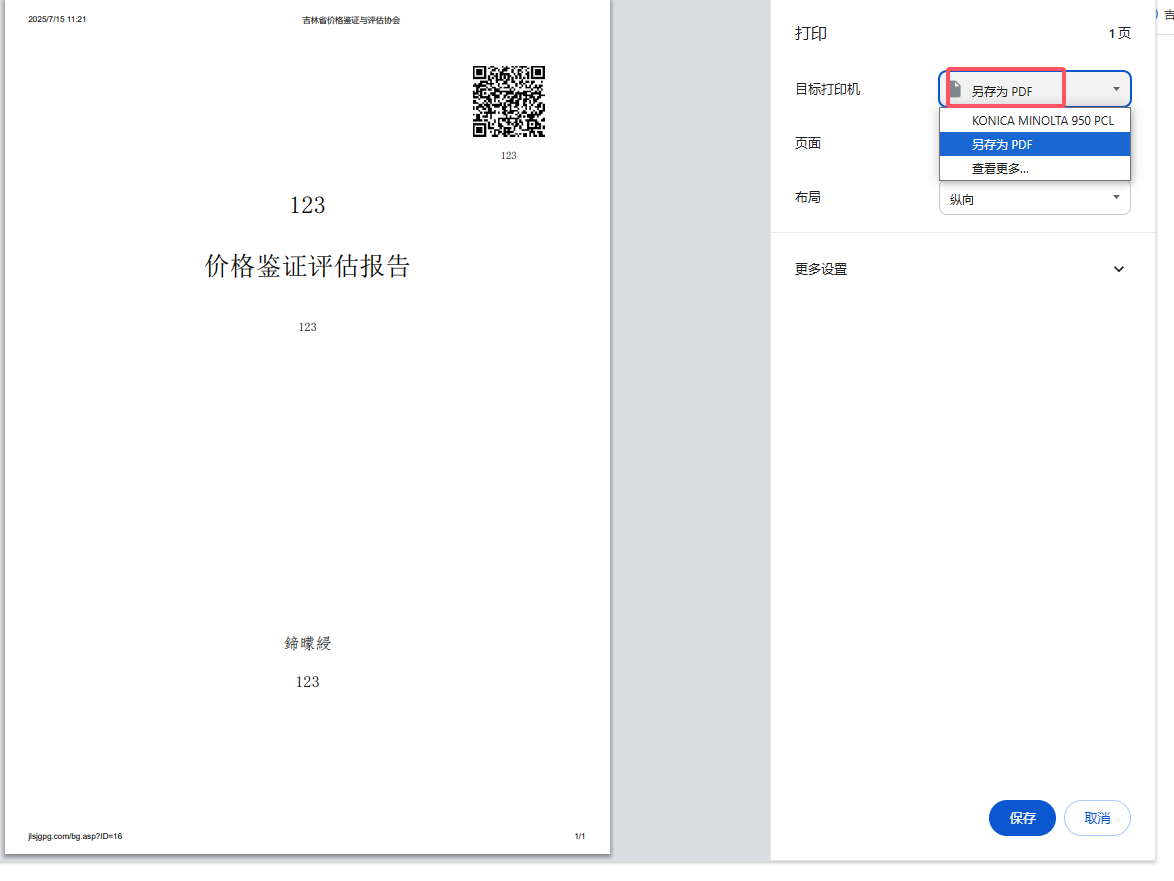 2025/7/15 11:21
吉林省价格鉴证与评估协会
123
123
价格鉴证评估报告
123
鍗曚綅
123
jlsjgpg.com/bg.asp?ID=16
1/1
打印
1 页
目标打印机
另存为 PDF
KONICA MINOLTA 950 PCL
另存为 PDF
查看更多...
页面
布局
纵向
更多设置
保存
取消
吉